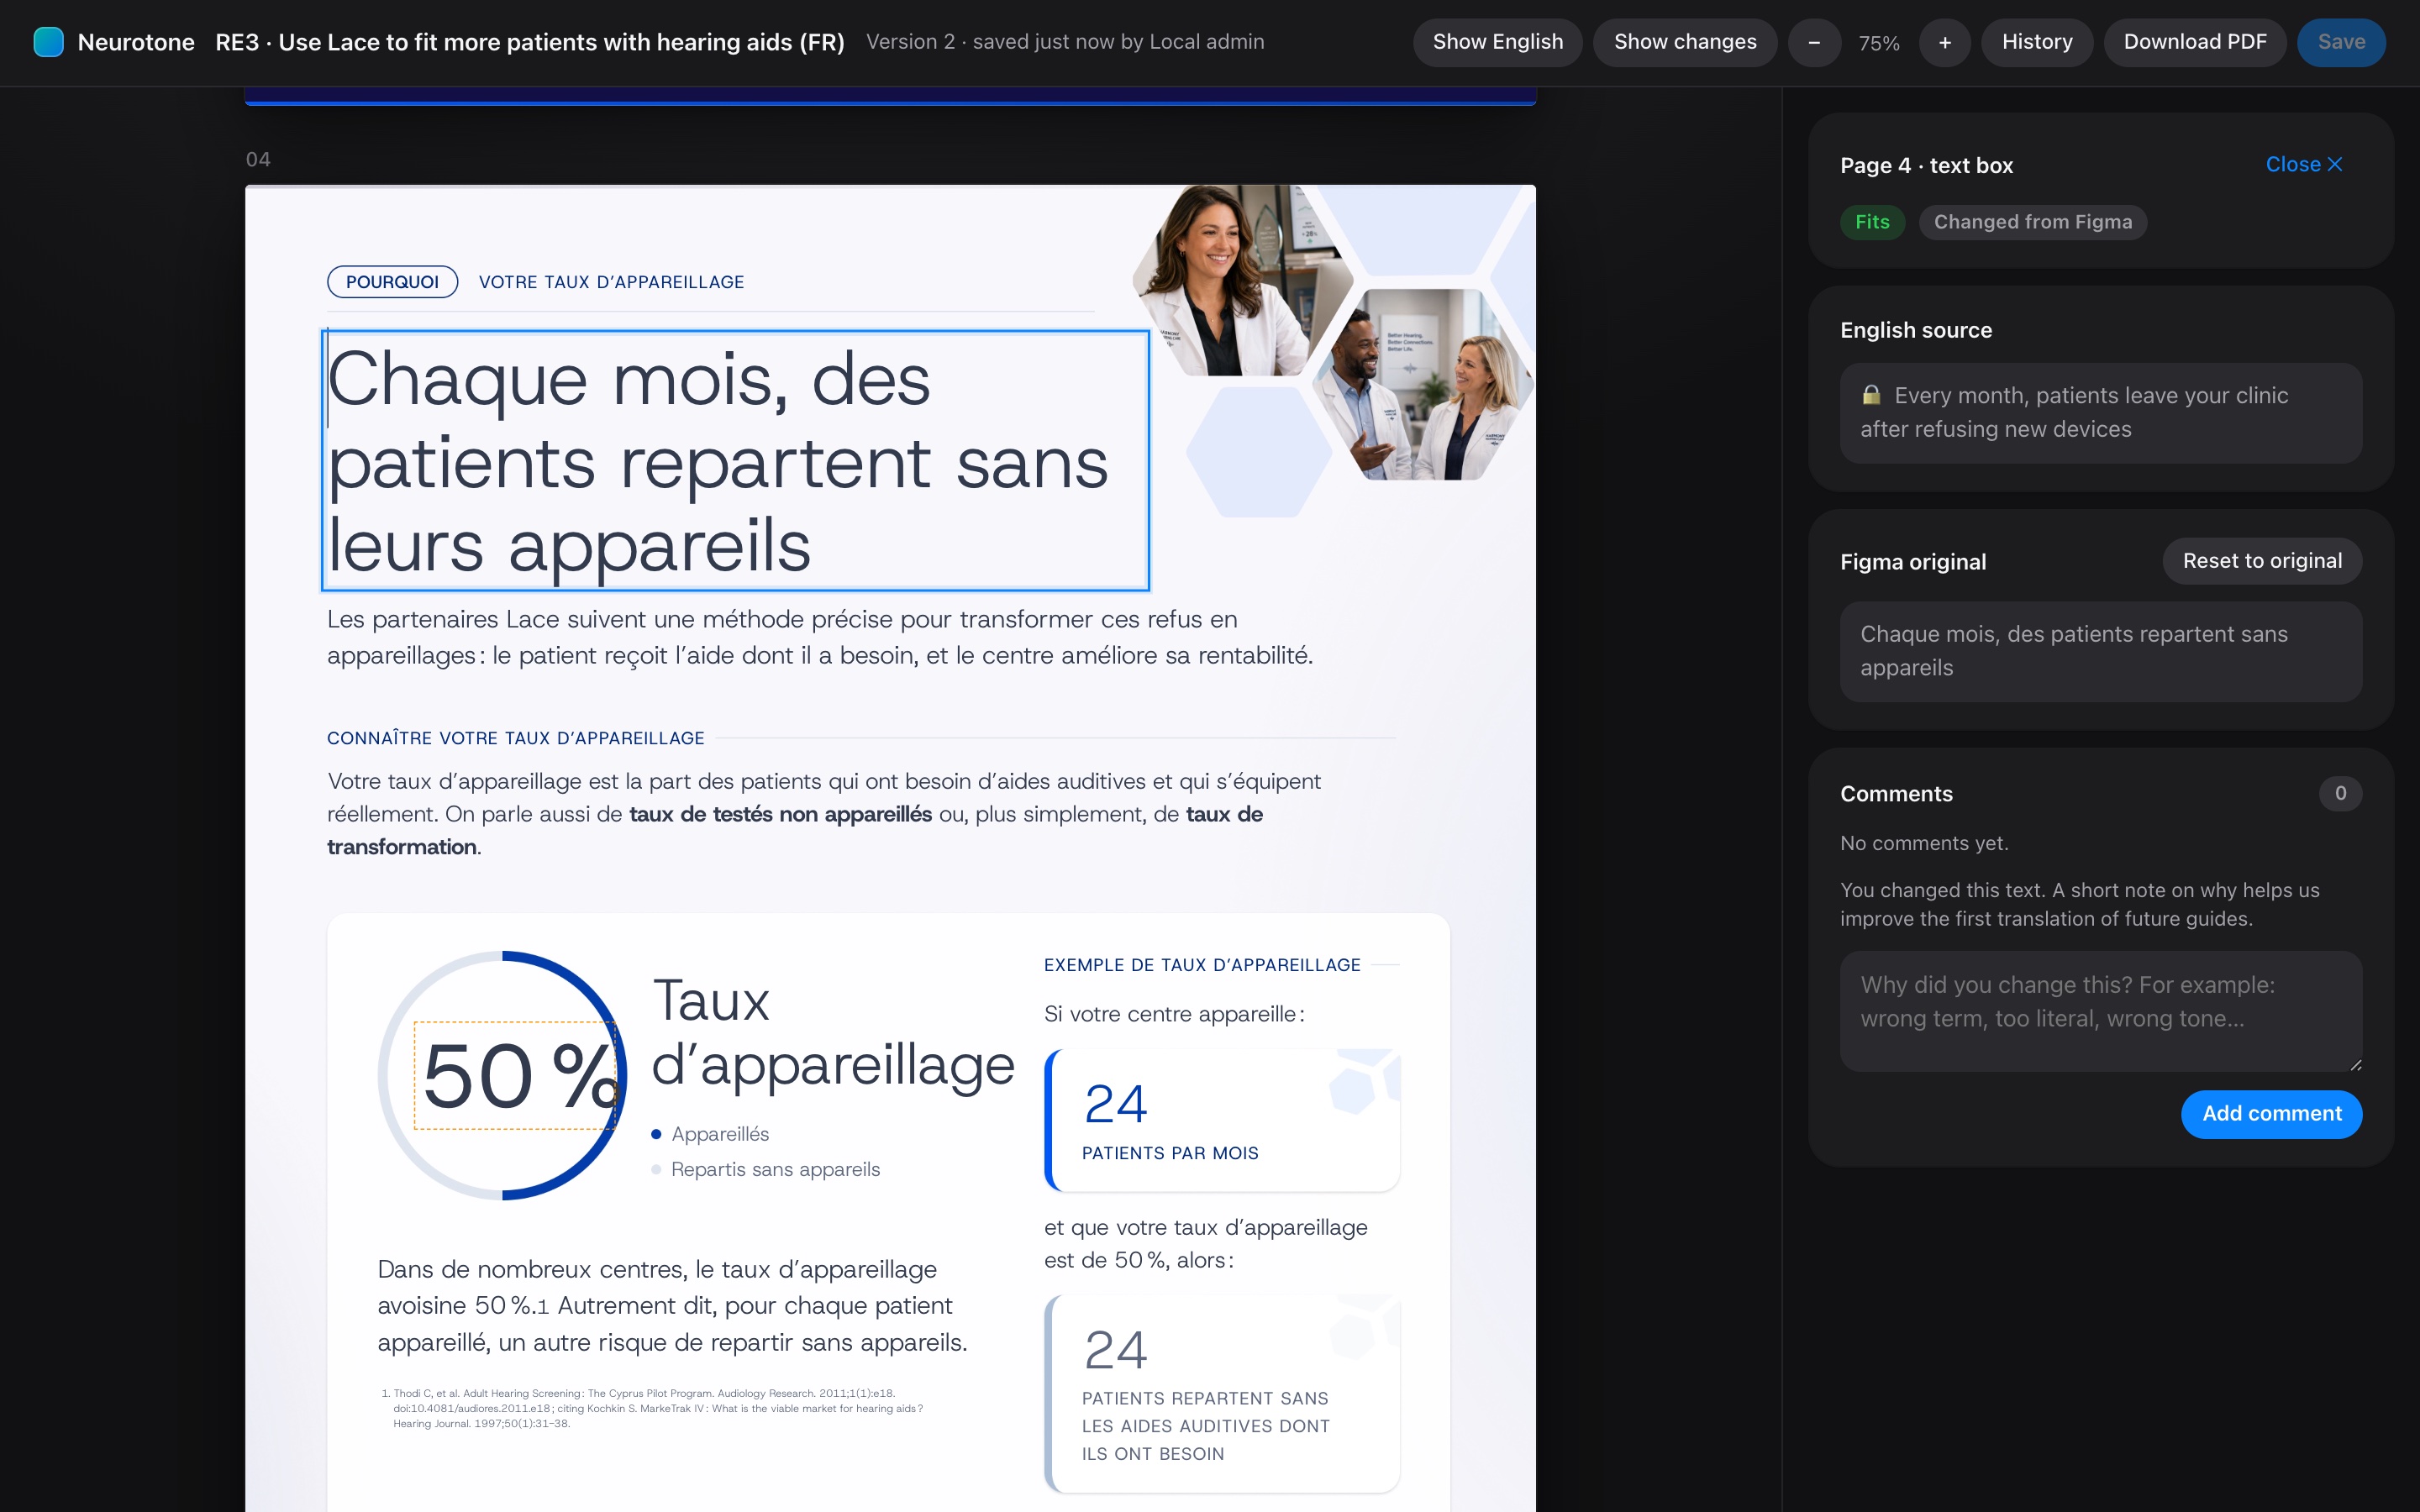 Neurotone
RE3 · Use Lace to fit more patients with hearing aids (FR)
Version 2 · saved just now by Local admin
Show English
Show changes
−
75%
+
History
Download PDF
Save
04
POURQUOI
VOTRE TAUX D’APPAREILLAGE
Chaque mois, des
patients repartent sans
leurs appareils
Les partenaires Lace suivent une méthode précise pour transformer ces refus en
appareillages : le patient reçoit l’aide dont il a besoin, et le centre améliore sa rentabilité.
CONNAÎTRE VOTRE TAUX D’APPAREILLAGE
Votre taux d’appareillage est la part des patients qui ont besoin d’aides auditives et qui s’équipent
réellement. On parle aussi de taux de testés non appareillés ou, plus simplement, de taux de
transformation.
50 %
Taux
d’appareillage
Appareillés
Repartis sans appareils
Dans de nombreux centres, le taux d’appareillage
avoisine 50 %.1 Autrement dit, pour chaque patient
appareillé, un autre risque de repartir sans appareils.
1. Thodi C, et al. Adult Hearing Screening : The Cyprus Pilot Program. Audiology Research. 2011;1(1):e18.
doi:10.4081/audiores.2011.e18 ; citing Kochkin S. MarkeTrak IV : What is the viable market for hearing aids ?
Hearing Journal. 1997;50(1):31–38.
EXEMPLE DE TAUX D’APPAREILLAGE
Si votre centre appareille :
24
PATIENTS PAR MOIS
et que votre taux d’appareillage
est de 50 %, alors :
24
PATIENTS REPARTENT SANS
LES AIDES AUDITIVES DONT
ILS ONT BESOIN
Better Hearing.
Better Connections.
Better Life.
Page 4 · text box
Close ×
Fits
Changed from Figma
English source
Every month, patients leave your clinic
after refusing new devices
Figma original
Reset to original
Chaque mois, des patients repartent sans
appareils
Comments
0
No comments yet.
You changed this text. A short note on why helps us
improve the first translation of future guides.
Why did you change this? For example:
wrong term, too literal, wrong tone…
Add comment